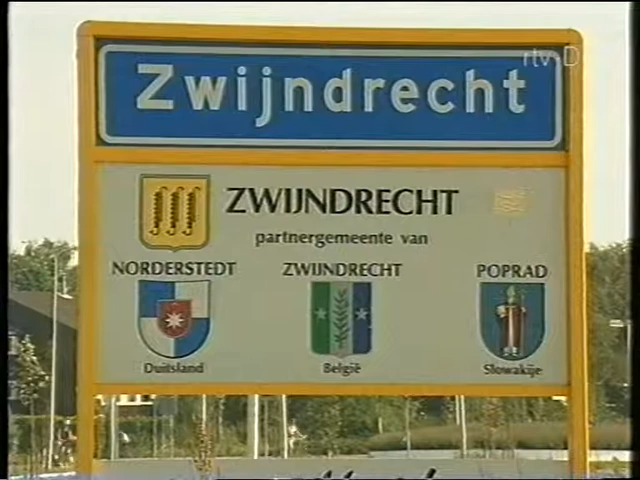 rtv-D
Zwijndrecht
ZWIJNDRECHT
partnergemeente van
NORDERSTEDT ZWIJNDRECHT POPRAD
Duitsland België Slowakije